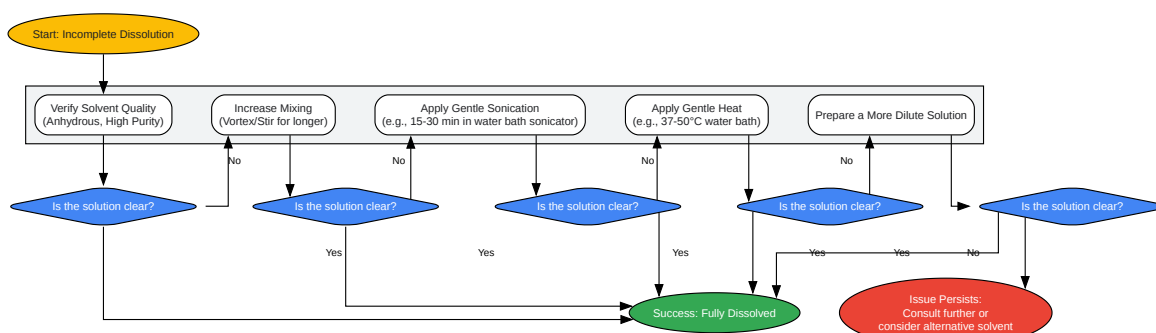 Start: Incomplete Dissolution
Verify Solvent Quality
(Anhydrous, High Purity)
Increase Mixing
(Vortex/Stir for longer)
Apply Gentle Sonication
(e.g., 15-30 min in water bath sonicator)
Apply Gentle Heat
(e.g., 37-50°C water bath)
Prepare a More Dilute Solution
No
No
No
No
Is the solution clear?
Is the solution clear?
Is the solution clear?
Is the solution clear?
Is the solution clear?
Yes
Yes
Yes
Yes
Yes
No
Success: Fully Dissolved
Issue Persists:
Consult further or
consider alternative solvent